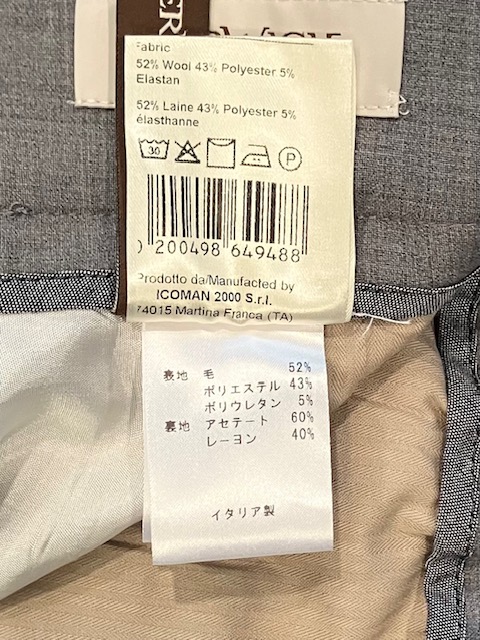 Fabric
52% Wool 43% Polyester 5%
Elastan
52% Laine 43% Polyester 5%
élasthanne
30 P
200498 649488
Prodotto da/Manufacted by
ICOMAN 2000 S.r.l.
74015 Martina Franca (TA)
表地 毛 52%
ポリエステル 43%
ポリウレタン 5%
裏地 アセテート 60%
レーヨン 40%
イタリア製